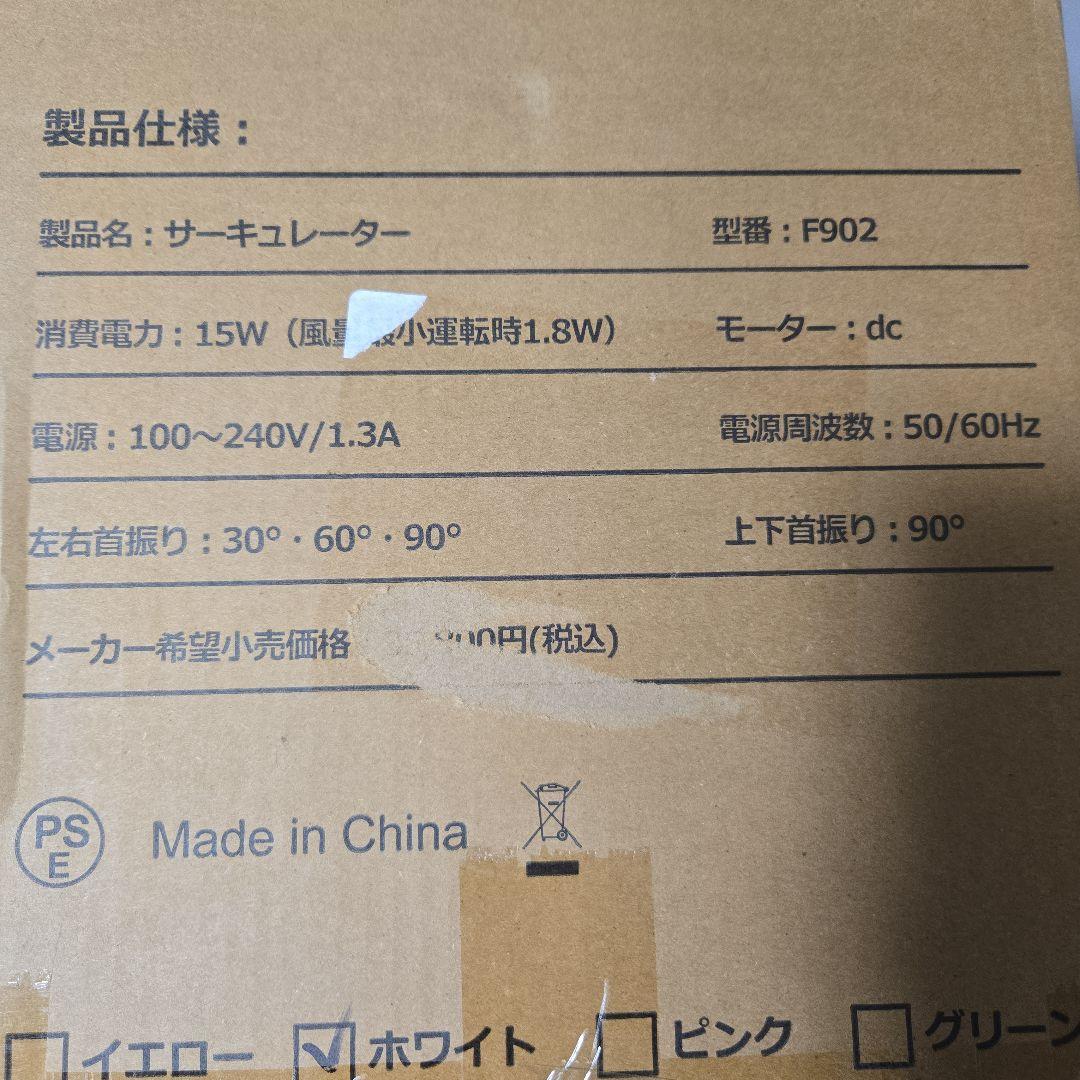 製品仕様：
製品名：サーキュレーター 型番：F902
消費電力：15W（風量最小運転時1.8W） モーター：dc
電源：100～240V/1.3A 電源周波数：50/60Hz
左右首振り：30°・60°・90° 上下首振り：90°
メーカー希望小売価格 円(税込)
PS
E
Made in China
イエロー ホワイト ピンク グリーン